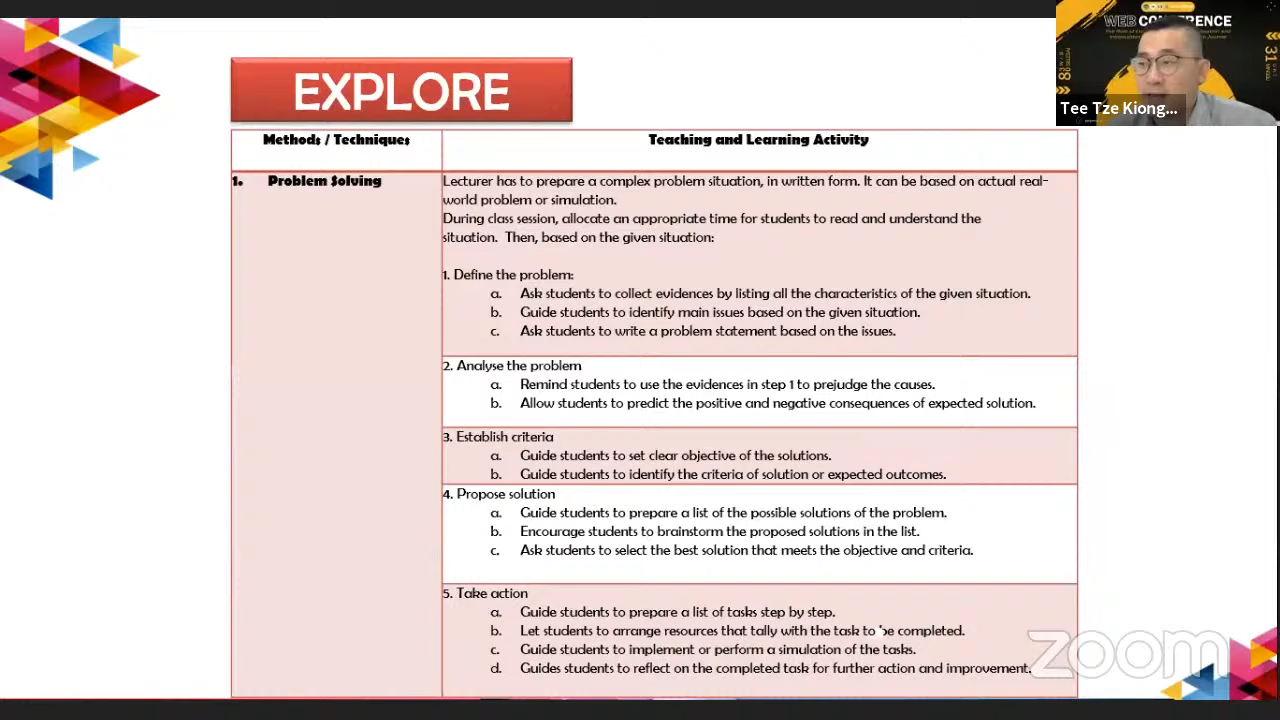 WEB CONFERENCE
EXPLORE
Tee Tze Kiong...
Methods / Techniques
Teaching and Learning Activity
1. Problem Solving
Lecturer has to prepare a complex problem situation, in written form. It can be based on actual real-
world problem or simulation.
During class session, allocate an appropriate time for students to read and understand the
situation. Then, based on the given situation:
1. Define the problem:
a. Ask students to collect evidences by listing all the characteristics of the given situation.
b. Guide students to identify main issues based on the given situation.
c. Ask students to write a problem statement based on the issues.
2. Analyse the problem
a. Remind students to use the evidences in step 1 to prejudge the causes.
b. Allow students to predict the positive and negative consequences of expected solution.
3. Establish criteria
a. Guide students to set clear objective of the solutions.
b. Guide students to identify the criteria of solution or expected outcomes.
4. Propose solution
a. Guide students to prepare a list of the possible solutions of the problem.
b. Encourage students to brainstorm the proposed solutions in the list.
c. Ask students to select the best solution that meets the objective and criteria.
5. Take action
a. Guide students to prepare a list of tasks step by step.
b. Let students to arrange resources that tally with the task to be completed.
c. Guide students to implement or perform a simulation of the tasks.
d. Guides students to reflect on the completed task for further action and improvement.
zoom